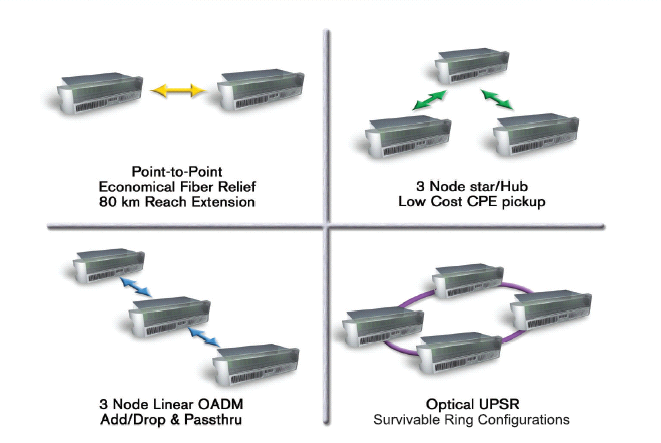 Point-to-Point
Economical Fiber Relief
80 km Reach Extension
3 Node star/Hub
Low Cost CPE pickup
3 Node Linear OADM
Add/Drop & Passthru
Optical UPSR
Survivable Ring Configurations